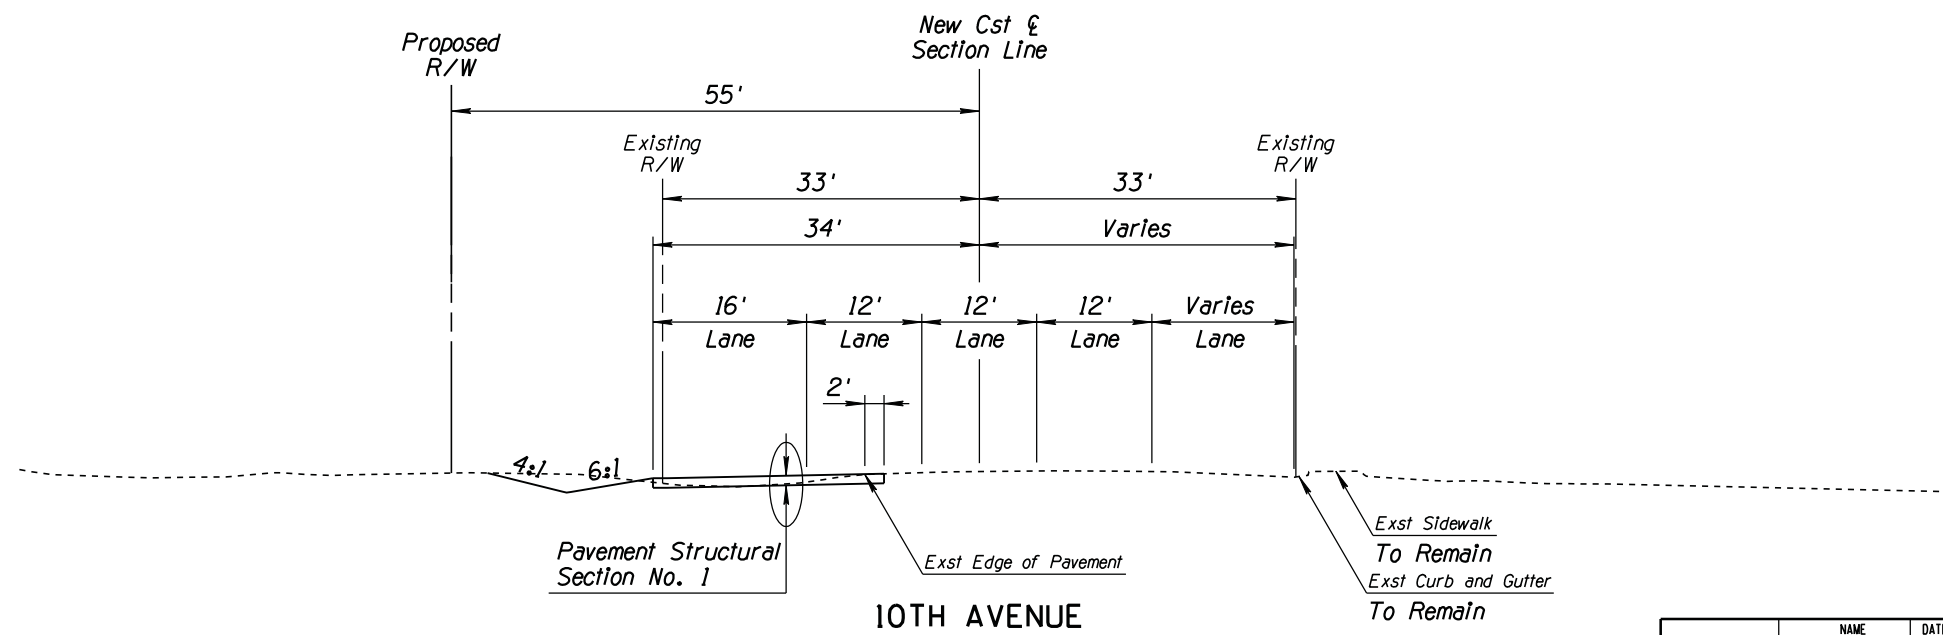 New Cst ℄
Section Line
Proposed
R/W
55'
Existing
R/W
Existing
R/W
33'
33'
34'
Varies
16'
12'
12'
12'
Varies
Lane
Lane
Lane
Lane
Lane
2'
4:1
6:1
Exst Sidewalk
To Remain
Pavement Structural
Section No. 1
Exst Edge of Pavement
Exst Curb and Gutter
To Remain
10TH AVENUE
NAME